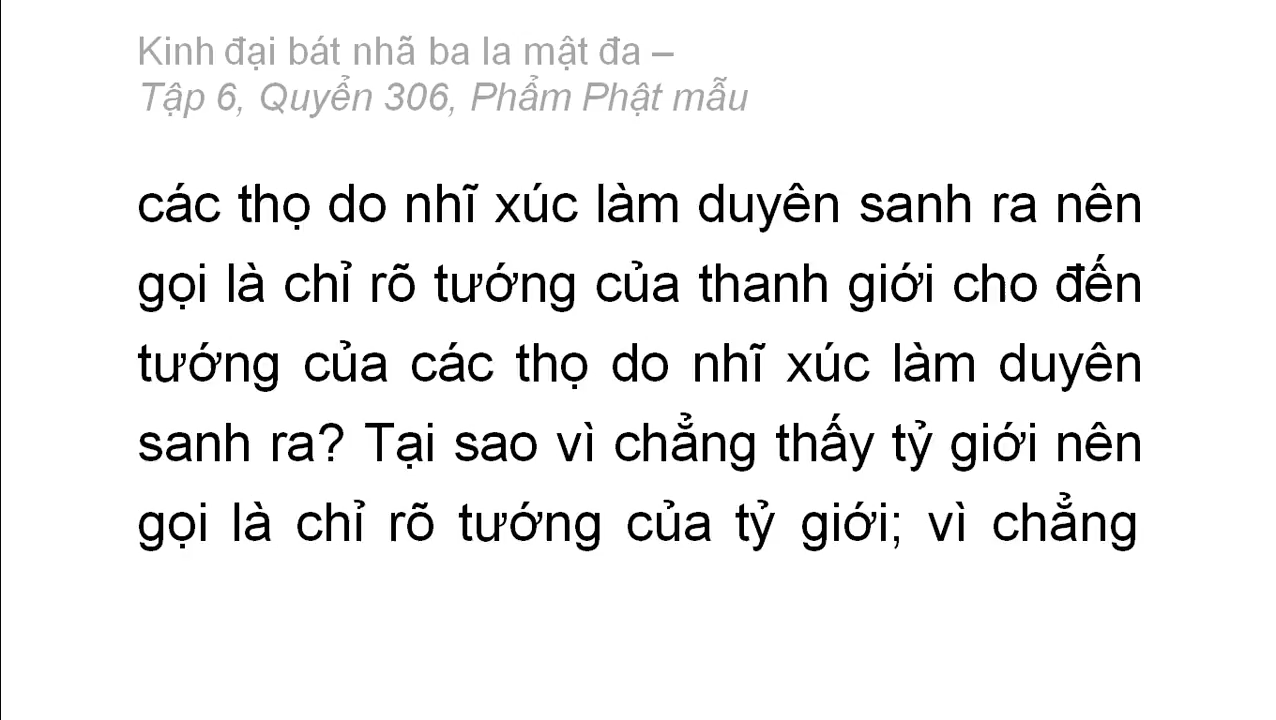 Kinh đại bát nhã ba la mật đa –
Tập 6, Quyển 306, Phẩm Phật mẫu
các thọ do nhĩ xúc làm duyên sanh ra nên
gọi là chỉ rõ tướng của thanh giới cho đến
tướng của các thọ do nhĩ xúc làm duyên
sanh ra? Tại sao vì chẳng thấy tỷ giới nên
gọi là chỉ rõ tướng của tỷ giới; vì chẳng